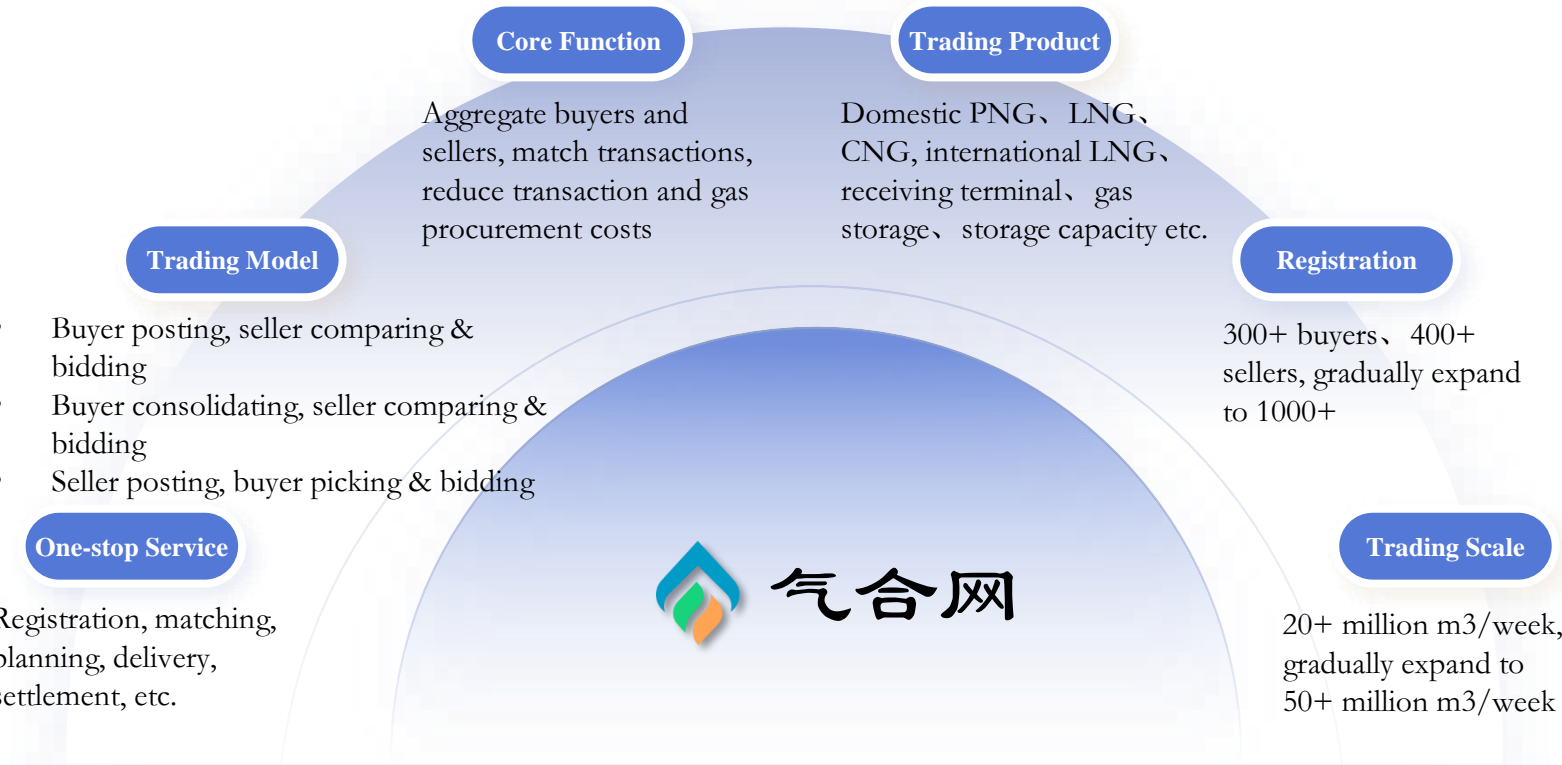 Core Function
Aggregate buyers and
sellers, match transactions,
reduce transaction and gas
procurement costs
Trading Product
Domestic PNG、LNG、
CNG, international LNG、
receiving terminal、gas
storage、storage capacity etc.
Trading Model
Buyer posting, seller comparing &
bidding
Buyer consolidating, seller comparing &
bidding
Seller posting, buyer picking & bidding
Registration
300+ buyers、400+
sellers, gradually expand
to 1000+
One-stop Service
Registration, matching,
planning, delivery,
settlement, etc.
气合网
Trading Scale
20+ million m3/week,
gradually expand to
50+ million m3/week